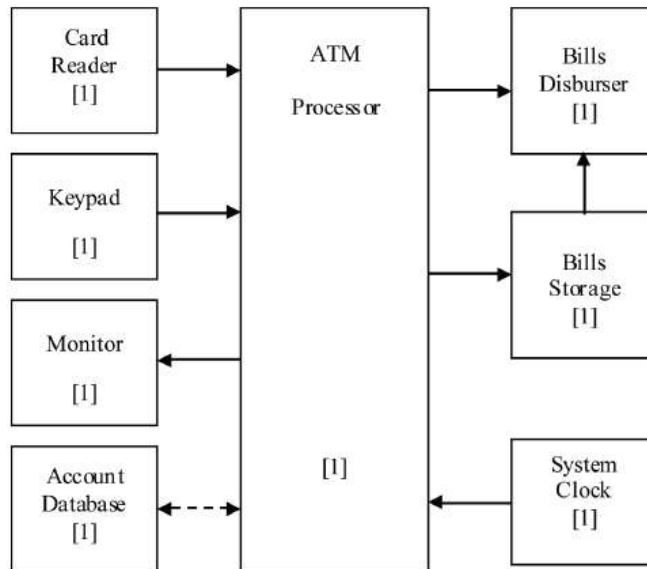 Card
Reader
[1]
Keypad
[1]
Monitor
[1]
Account
Database
[1]
ATM
Processor
[1]
Bills
Disburser
[1]
Bills
Storage
[1]
System
Clock
[1]